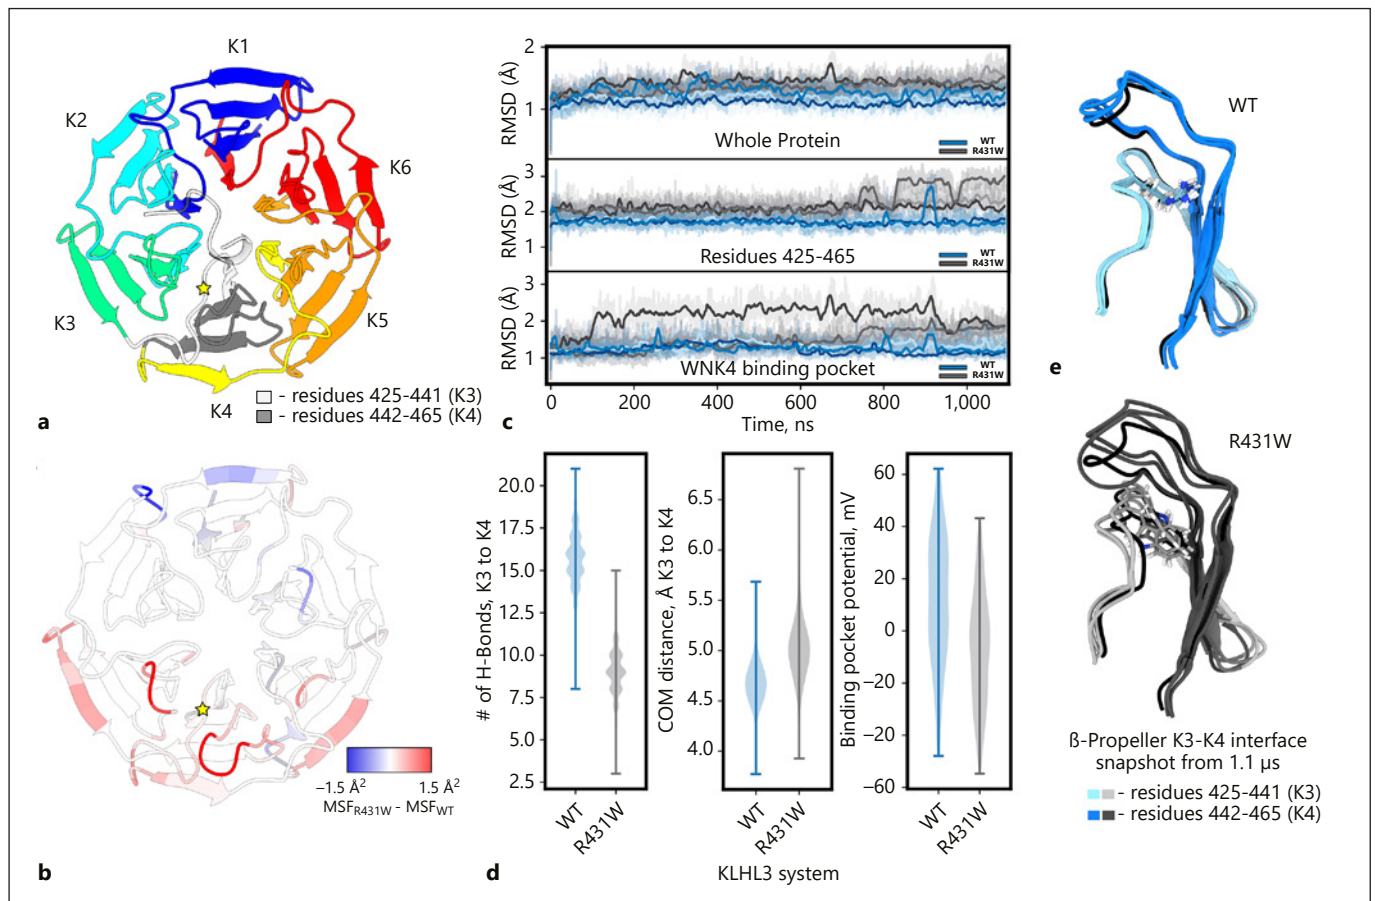 K1
K2
K6
K3
K5
K4
- residues 425-441 (K3)
- residues 442-465 (K4)
a
−1.5 Å2
1.5 Å2
MSFR431W - MSFWT
b
RMSD (Å)
2
1
Whole Protein
WT
R431W
RMSD (Å)
3
2
1
Residues 425-465
WT
R431W
RMSD (Å)
3
2
1
WNK4 binding pocket
WT
R431W
0
200
400
600
800
1,000
Time, ns
c
# of H-Bonds, K3 to K4
20.0
17.5
15.0
12.5
10.0
7.5
5.0
2.5
WT
R431W
COM distance, Å K3 to K4
6.5
6.0
5.5
5.0
4.5
4.0
WT
R431W
Binding pocket potential, mV
60
40
20
0
−20
−40
−60
WT
R431W
KLHL3 system
d
WT
e
R431W
ß-Propeller K3-K4 interface
snapshot from 1.1 µs
- residues 425-441 (K3)
- residues 442-465 (K4)